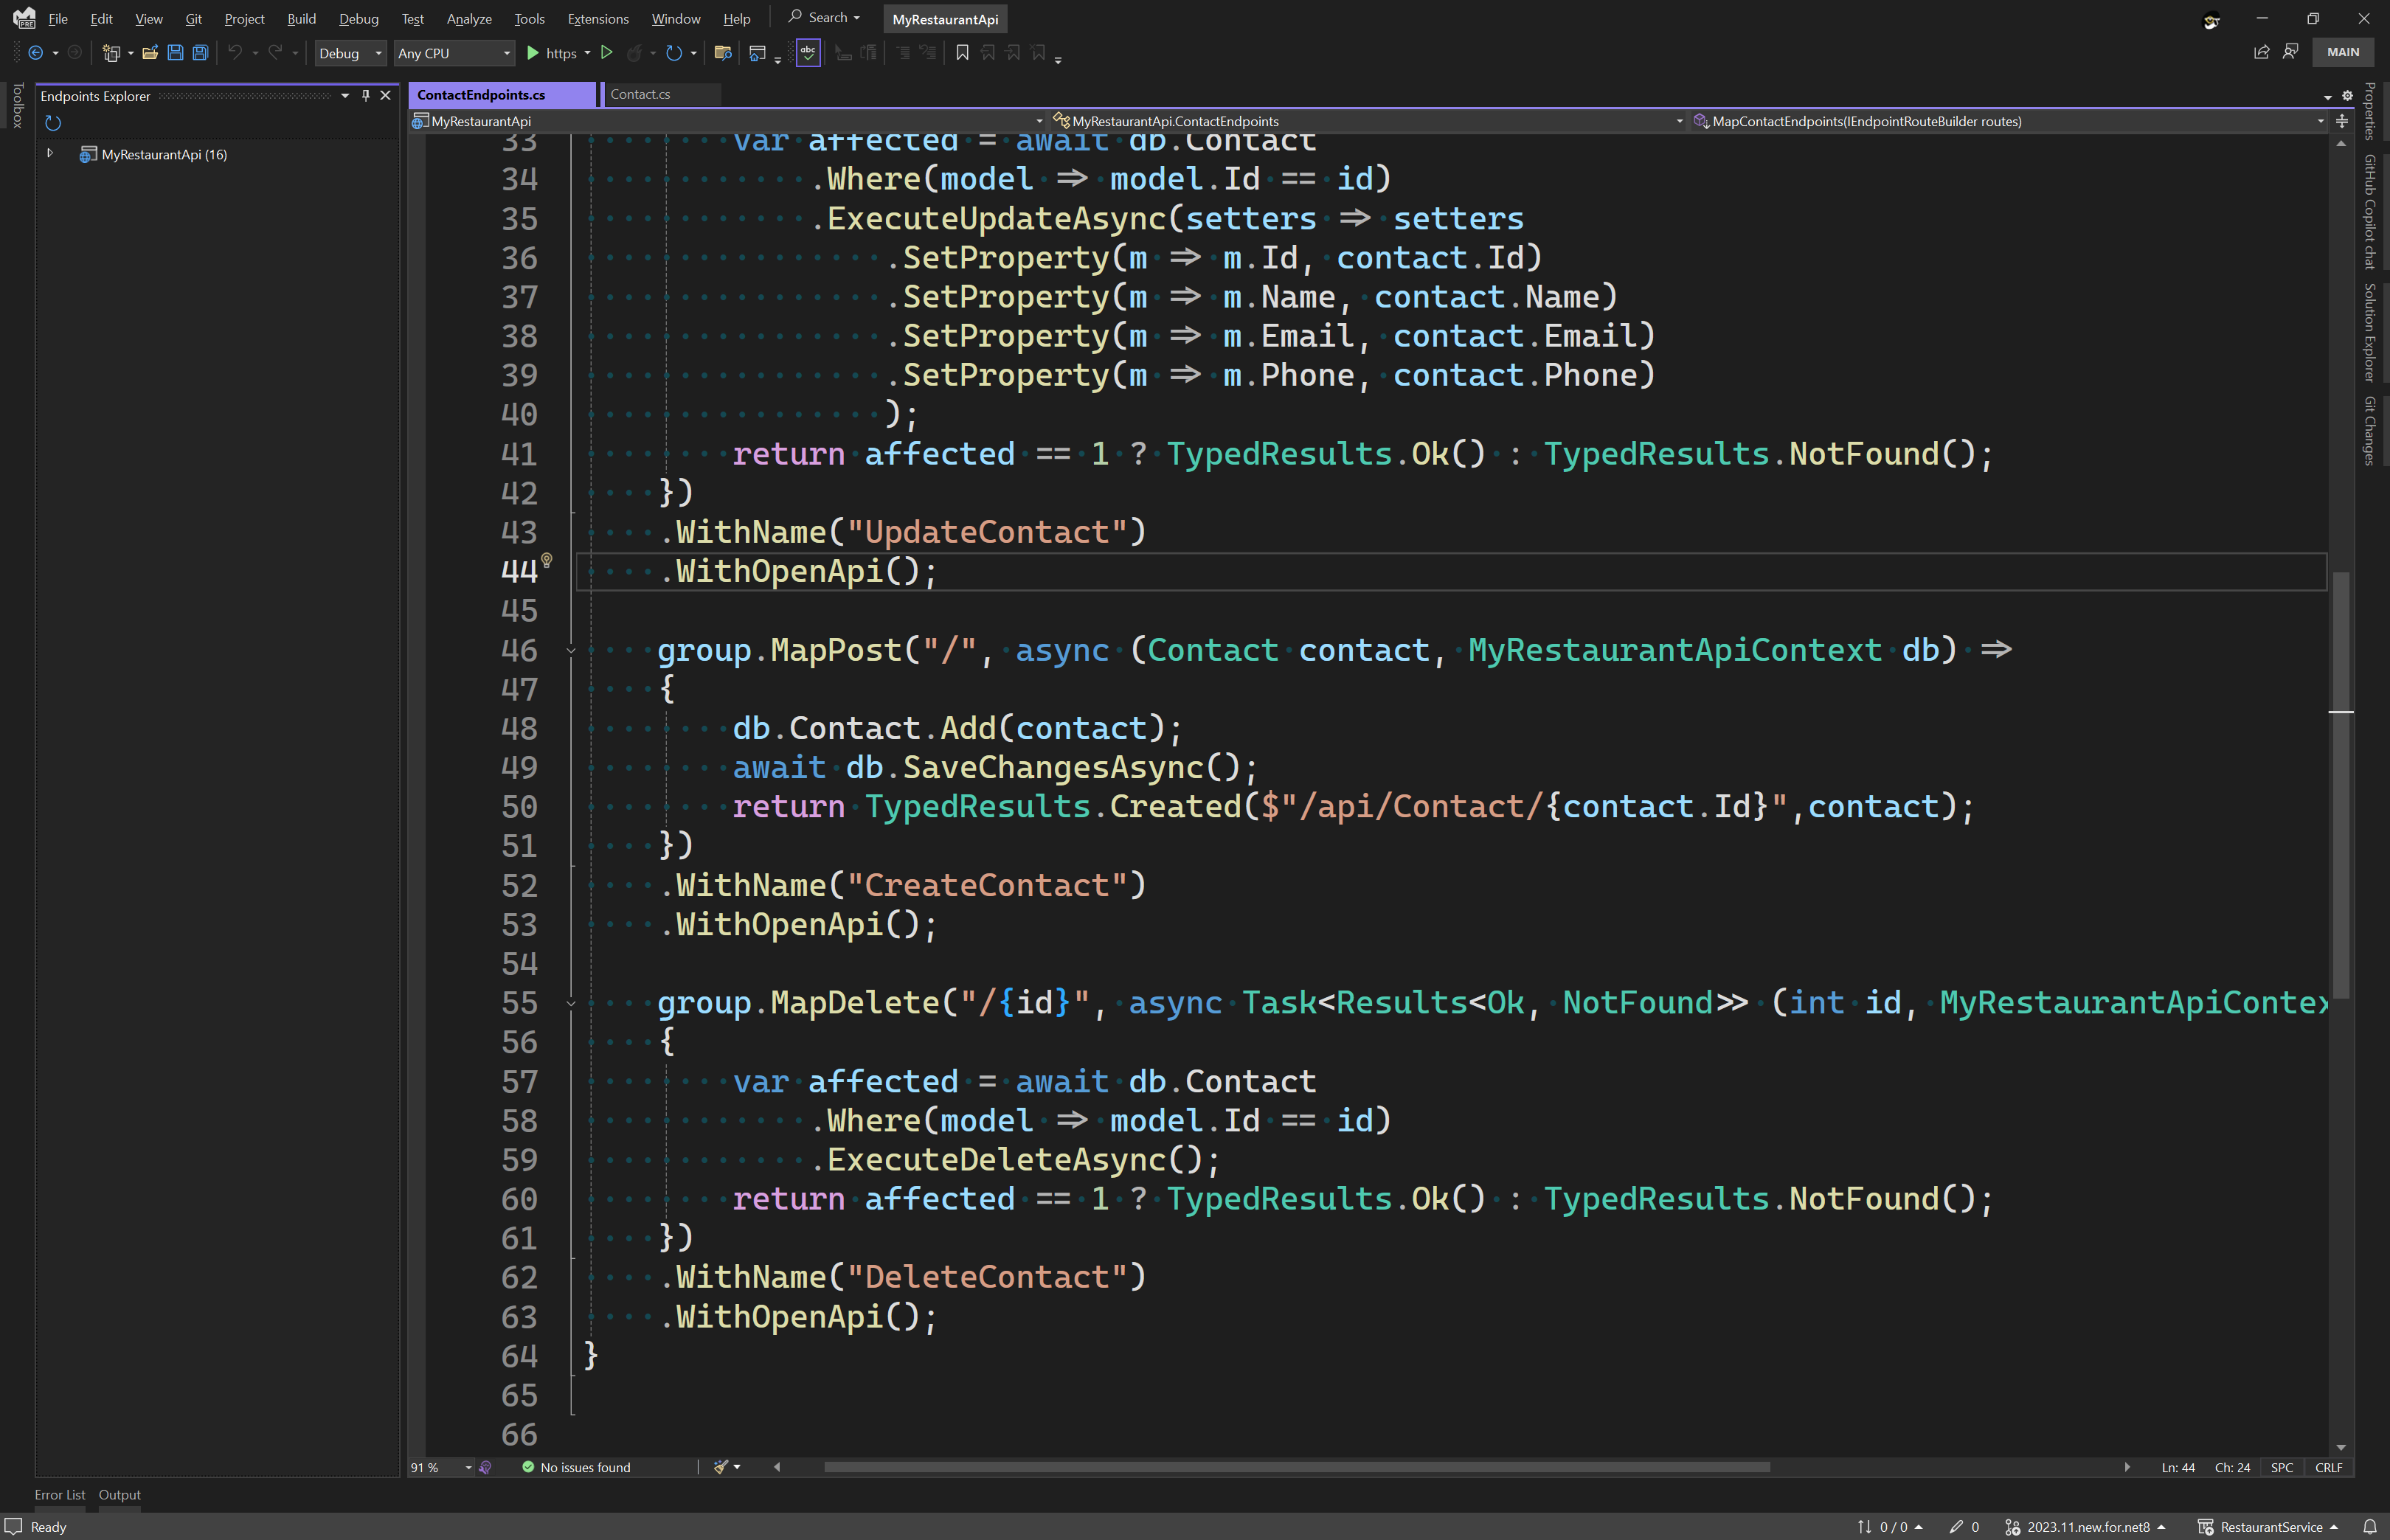 File Edit View Git Project Build Debug Test Analyze Tools Extensions Window Help Search MyRestaurantApi
Debug Any CPU https MAIN
Toolbox
Endpoints Explorer
MyRestaurantApi (16)
ContactEndpoints.cs Contact.cs
MyRestaurantApi MyRestaurantApi.ContactEndpoints MapContactEndpoints(IEndpointRouteBuilder routes)
33 var affected = await db.Contact
34 .Where(model => model.Id == id)
35 .ExecuteUpdateAsync(setters => setters
36 .SetProperty(m => m.Id, contact.Id)
37 .SetProperty(m => m.Name, contact.Name)
38 .SetProperty(m => m.Email, contact.Email)
39 .SetProperty(m => m.Phone, contact.Phone)
40 );
41 return affected == 1 ? TypedResults.Ok() : TypedResults.NotFound();
42 })
43 .WithName("UpdateContact")
44 .WithOpenApi();
45
46 group.MapPost("/", async (Contact contact, MyRestaurantApiContext db) =>
47 {
48 db.Contact.Add(contact);
49 await db.SaveChangesAsync();
50 return TypedResults.Created($"/api/Contact/{contact.Id}",contact);
51 })
52 .WithName("CreateContact")
53 .WithOpenApi();
54
55 group.MapDelete("/{id}", async Task<Results<Ok, NotFound>> (int id, MyRestaurantApiContex
56 {
57 var affected = await db.Contact
58 .Where(model => model.Id == id)
59 .ExecuteDeleteAsync();
60 return affected == 1 ? TypedResults.Ok() : TypedResults.NotFound();
61 })
62 .WithName("DeleteContact")
63 .WithOpenApi();
64 }
65
66
Properties
GitHub Copilot chat
Solution Explorer
Git Changes
91 % No issues found Ln: 44 Ch: 24 SPC CRLF
Error List Output
Ready 0 / 0 0 2023.11.new.for.net8 RestaurantService